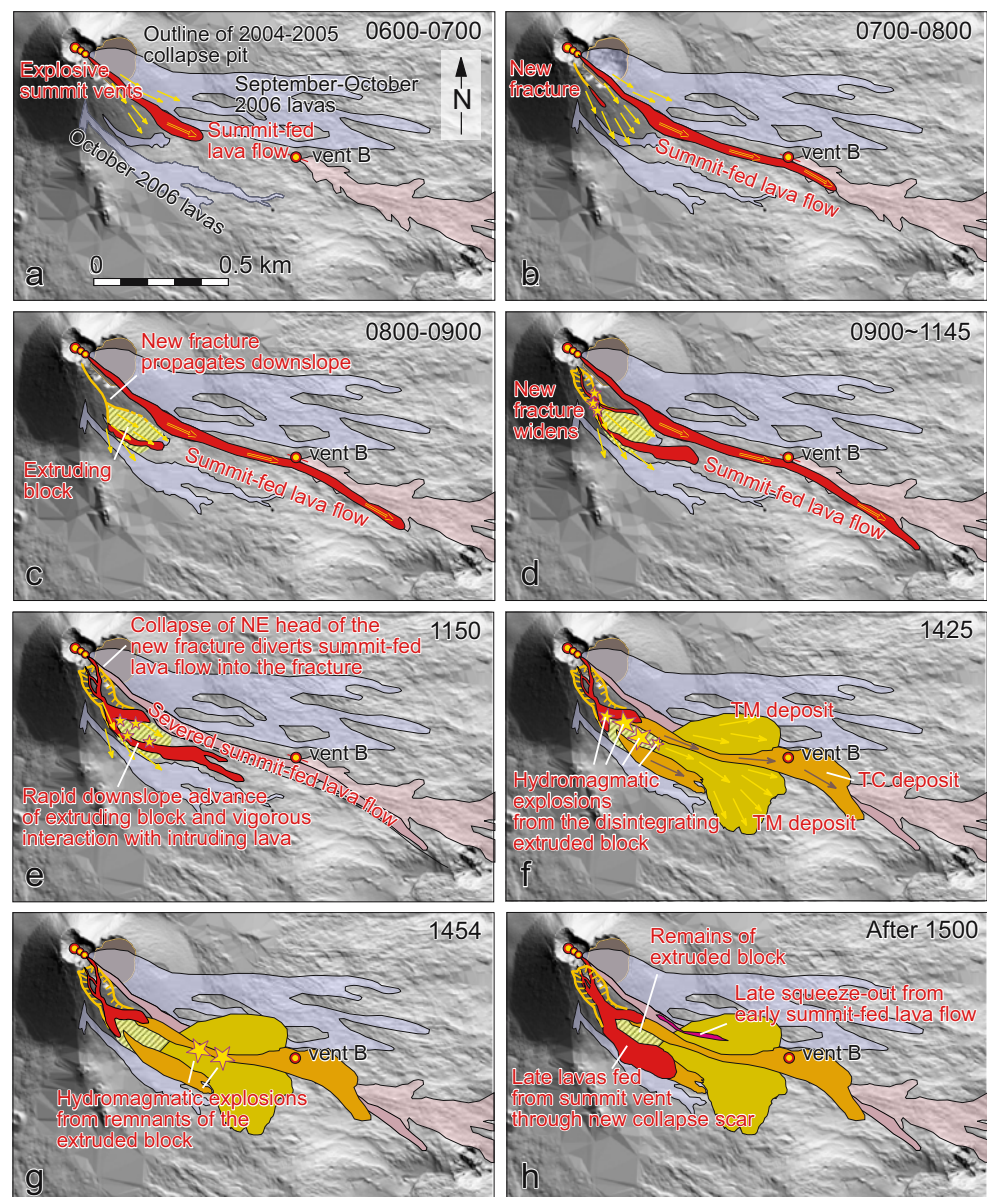 Outline of 2004-2005
collapse pit
0600-0700
Explosive
summit vents
September-October
2006 lavas
N
Summit-fed
lava flow
vent B
October 2006 lavas
0
0.5 km
a
0700-0800
New
fracture
vent B
Summit-fed lava flow
b
0800-0900
New fracture
propagates downslope
vent B
Extruding
block
Summit-fed lava flow
c
0900~1145
New
fracture
widens
vent B
Summit-fed lava flow
d
Collapse of NE head of the
new fracture diverts summit-fed
lava flow into the fracture
1150
Severed summit-fed lava flow
vent B
Rapid downslope advance
of extruding block and vigorous
interaction with intruding lava
e
1425
TM deposit
vent B
TC deposit
Hydromagmatic
explosions
from the disintegrating
extruded block
TM deposit
f
1454
vent B
Hydromagmatic explosions
from remnants of the
extruded block
g
After 1500
Remains of
extruded block
Late squeeze-out from
early summit-fed lava flow
vent B
Late lavas fed
from summit vent
through new collapse scar
h